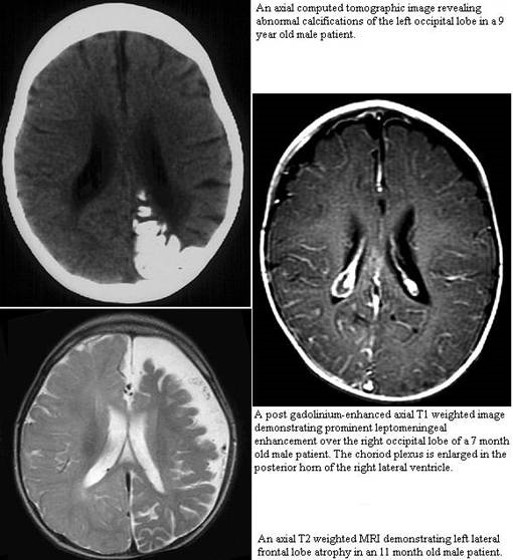 An axial computed tomographic image revealing
abnormal calcifications of the left occipital lobe in a 9
year old male patient.
A post gadolinium-enhanced axial T1 weighted image
demonstrating prominent leptomeningeal
enhancement over the right occipital lobe of a 7 month
old male patient. The choriod plexus is enlarged in the
posterior horn of the right lateral ventricle.
An axial T2 weighted MRI demonstrating left lateral
frontal lobe atrophy in an 11 month old male patient.